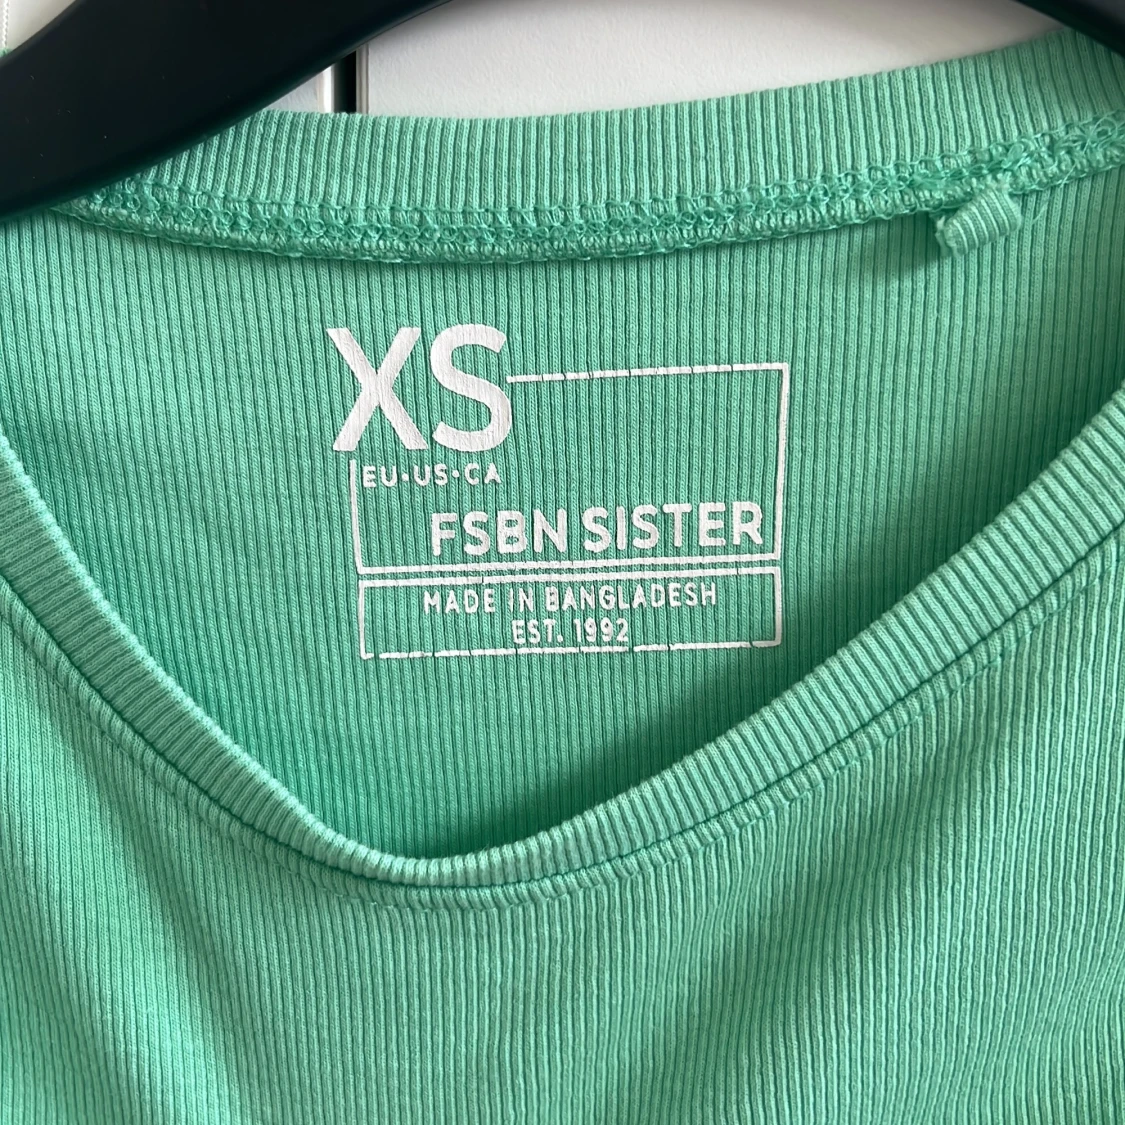 XS
EU•US•CA
FSBN SISTER
MADE IN BANGLADESH
EST. 1992